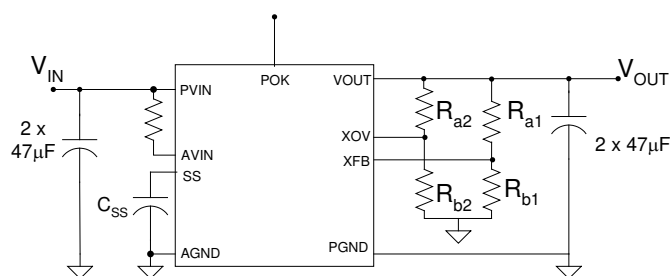 V_IN
2 x
47µF
POK
PVIN
AVIN
SS
C_SS
AGND
VOUT
XOV
XFB
PGND
R_a2
R_a1
R_b2
R_b1
V_OUT
2 x 47µF